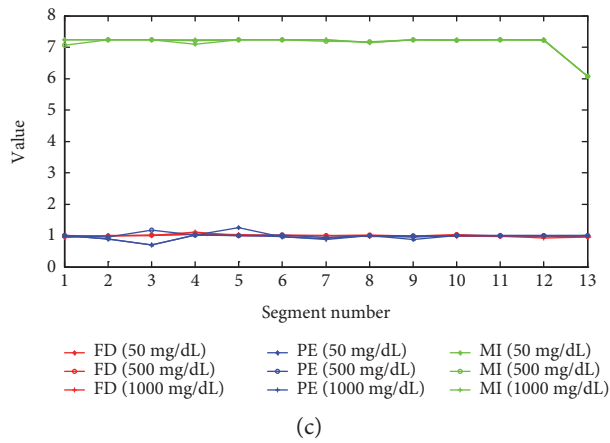 8
7
6
5
4
3
2
1
0
Value
1 2 3 4 5 6 7 8 9 10 11 12 13
Segment number
FD (50 mg/dL) PE (50 mg/dL) MI (50 mg/dL)
FD (500 mg/dL) PE (500 mg/dL) MI (500 mg/dL)
FD (1000 mg/dL) PE (1000 mg/dL) MI (1000 mg/dL)
(c)